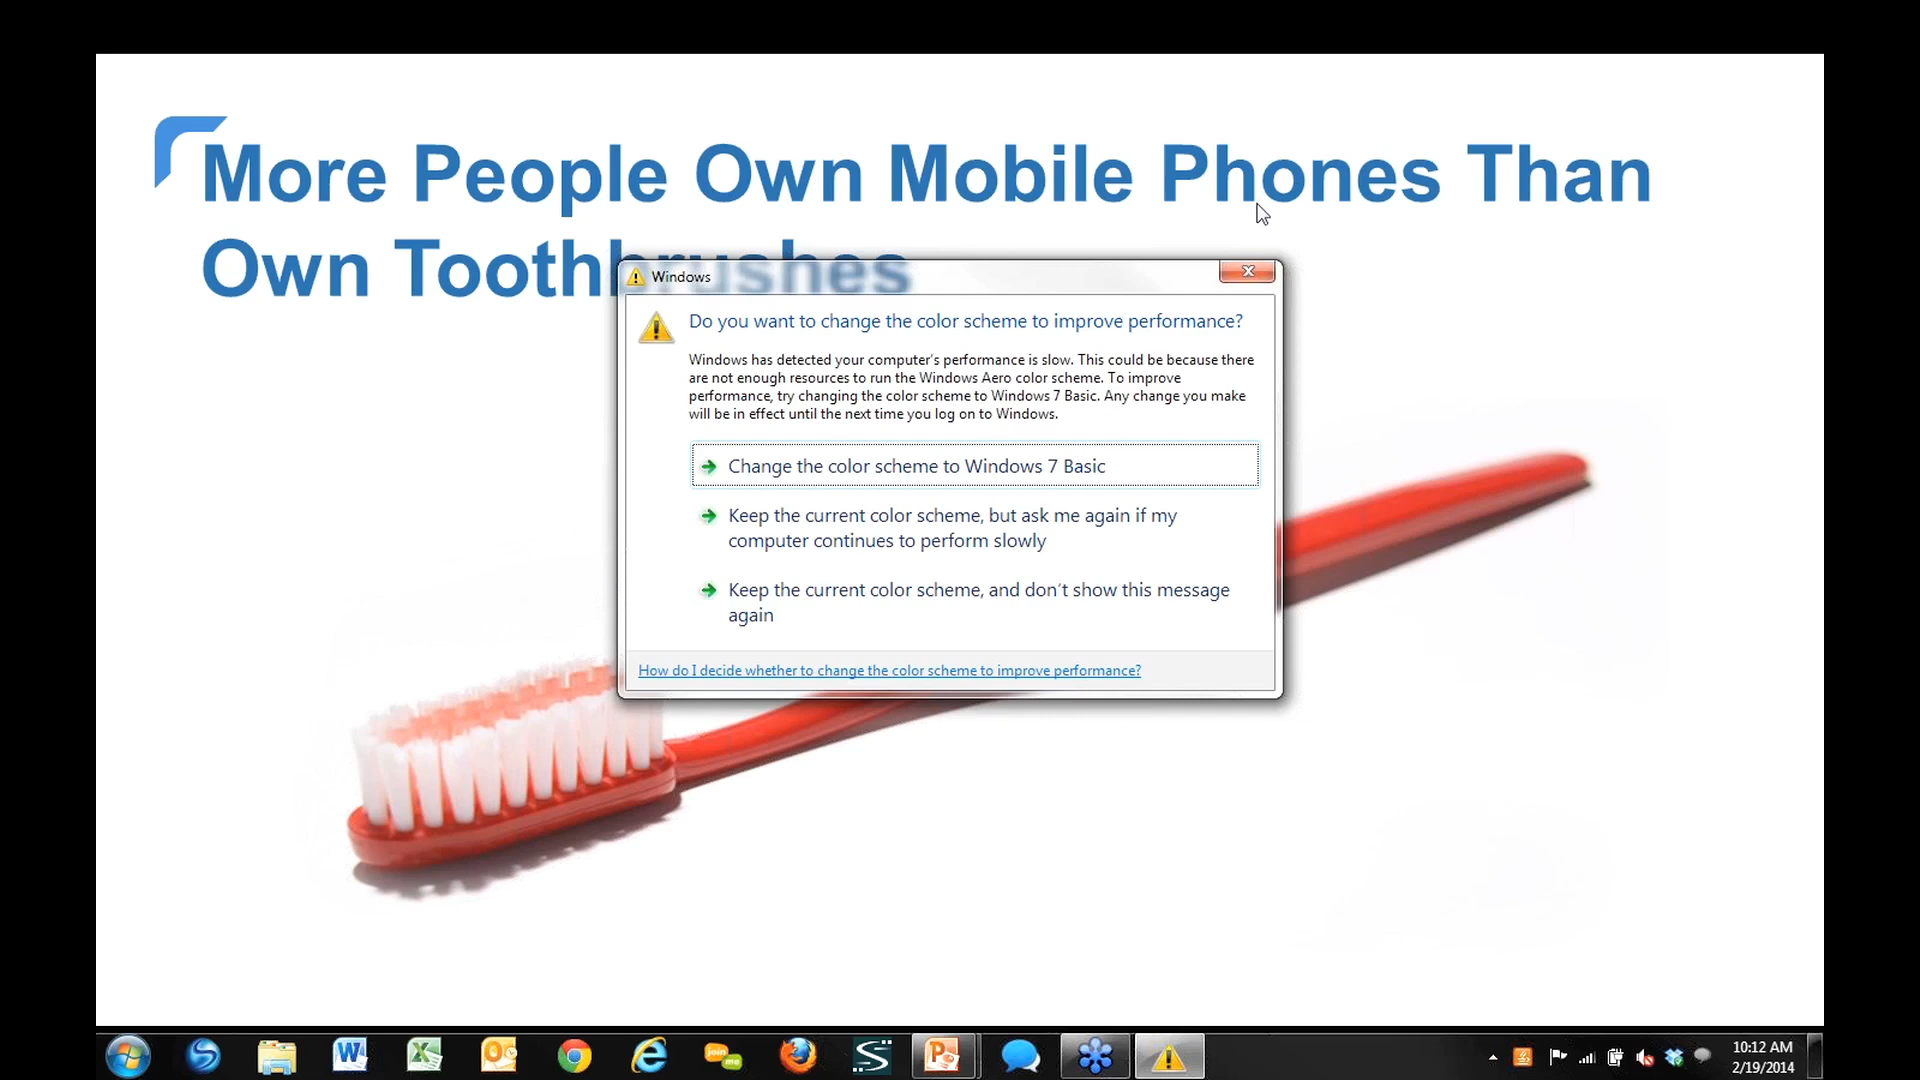 More People Own Mobile Phones Than
Own Toothbrushes
Windows
Do you want to change the color scheme to improve performance?
Windows has detected your computer's performance is slow. This could be because there
are not enough resources to run the Windows Aero color scheme. To improve
performance, try changing the color scheme to Windows 7 Basic. Any change you make
will be in effect until the next time you log on to Windows.
Change the color scheme to Windows 7 Basic
Keep the current color scheme, but ask me again if my
computer continues to perform slowly
Keep the current color scheme, and don't show this message
again
How do I decide whether to change the color scheme to improve performance?
join
me
10:12 AM
2/19/2014